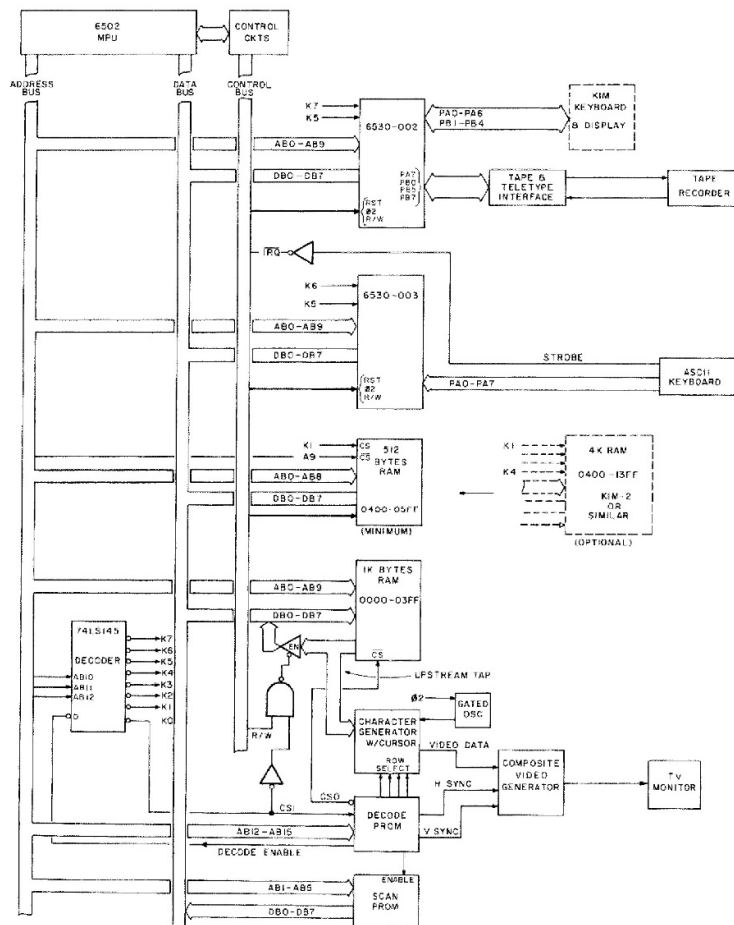 6502
MPU
CONTROL
CKTS
ADDRESS
BUS
DATA
BUS
CONTROL
BUS
K7
K5
6530-002
AB0-AB9
DB0-DB7
PA7
PB0
PB5
PB7
RST
Ø2
R/W
PA0-PA6
PB1-PB4
KIM
KEYBOARD
& DISPLAY
TAPE &
TELETYPE
INTERFACE
TAPE
RECORDER
IRQ
K6
K5
6530-003
AB0-AB9
DB0-DB7
RST
Ø2
R/W
STROBE
PA0-PA7
ASCII
KEYBOARD
K1
A9
CS
CS
512
BYTES
RAM
0400-05FF
(MINIMUM)
AB0-AB8
DB0-DB7
K1
K4
4K RAM
0400-13FF
KIM-2
OR
SIMILAR
(OPTIONAL)
AB0-AB9
DB0-DB7
1K BYTES
RAM
0000-03FF
CS
EN
UPSTREAM TAP
74LS145
DECODER
AB10
AB11
AB12
D
K7
K6
K5
K4
K3
K2
K1
K0
R/W
Ø2
GATED
OSC
CHARACTER
GENERATOR
W/CURSOR
ROW
SELECT
VIDEO DATA
H SYNC
V SYNC
COMPOSITE
VIDEO
GENERATOR
TV
MONITOR
CSO
CSI
DECODE
PROM
AB12-AB15
DECODE ENABLE
AB1-AB5
DB0-DB7
ENABLE
SCAN
PROM